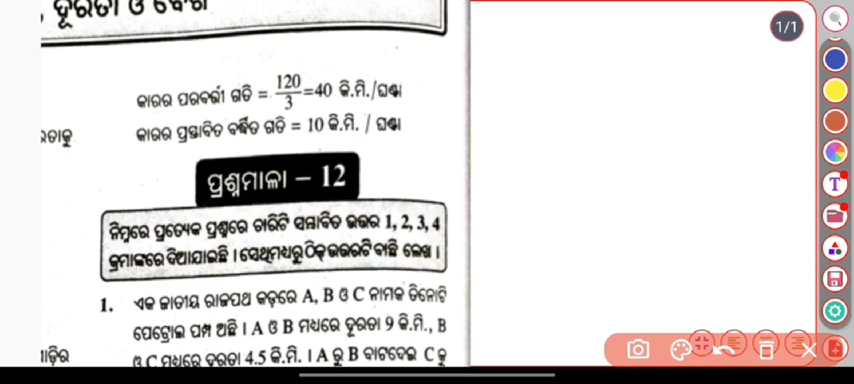 , ଦୂରତା ଓ ବେଗ
1/1
କାରର ପରବର୍ତ୍ତୀ ଗତି = 120/3 =40 କି.ମି./ଘଣ୍ଟା
ରତାକୁ
କାରର ପ୍ରସ୍ତାବିତ ବର୍ଦ୍ଧିତ ଗତି = 10 କି.ମି. / ଘଣ୍ଟା
ପ୍ରଶ୍ନମାଳା – 12
ନିମ୍ନରେ ପ୍ରତ୍ୟେକ ପ୍ରଶ୍ନରେ ଚାରିଟି ସମ୍ଭାବିତ ଉତ୍ତର 1, 2, 3, 4
କ୍ରମାଙ୍କରେ ଦିଆଯାଇଛି । ସେଥିମଧ୍ୟରୁ ଠିକ୍ ଉତ୍ତରଟି ବାଛି ଲେଖ ।
1. ଏକ ଜାତୀୟ ରାଜପଥ କଡ଼ରେ A, B ଓ C ନାମକ ତିନୋଟି
ପେଟ୍ରୋଲ ପମ୍ପ ଅଛି । A ଓ B ମଧ୍ୟରେ ଦୂରତା 9 କି.ମି., B
ଗାଡ଼ିର
ଓ C ମଧ୍ୟରେ ଦୂରତା 4.5 କି.ମି. । A ରୁ B ବାଟଦେଇ C କୁ
T